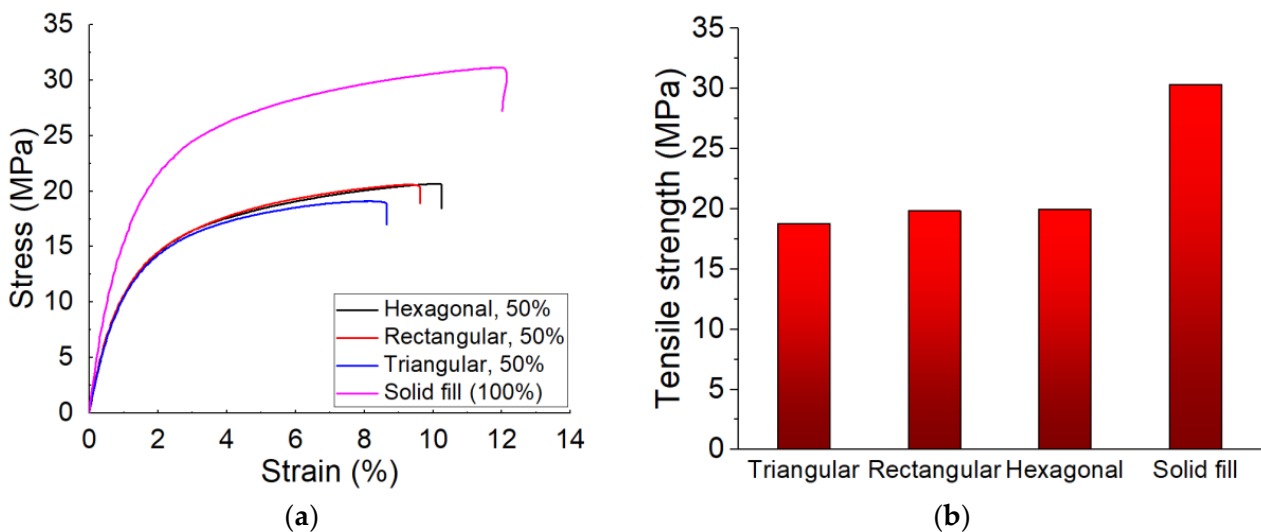 35
30
25
20
15
10
5
0
Stress (MPa)
0 2 4 6 8 10 12 14
Strain (%)
Hexagonal, 50%
Rectangular, 50%
Triangular, 50%
Solid fill (100%)
(a)
35
30
25
20
15
10
5
0
Tensile strength (MPa)
Triangular Rectangular Hexagonal Solid fill
(b)